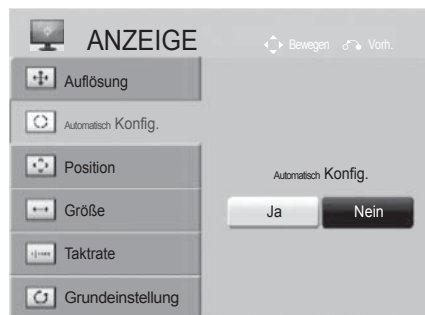 ANZEIGE
Bewegen Vorh.
Auflösung
Automatisch Konfig.
Position
Größe
Taktrate
Grundeinstellung
Automatisch Konfig.
Ja Nein